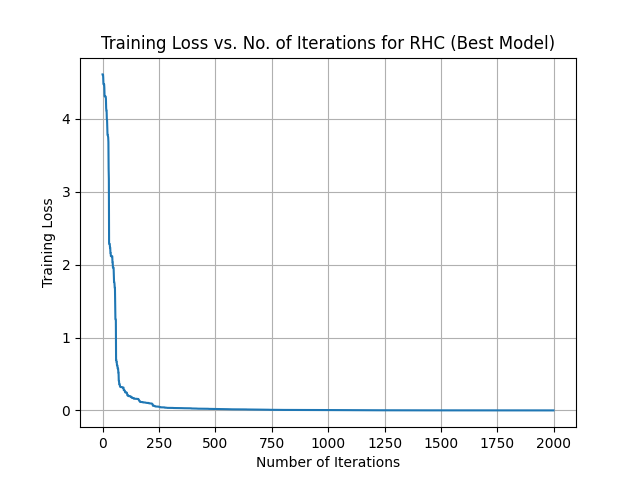 Training Loss vs. No. of Iterations for RHC (Best Model)
Training Loss
4
3
2
1
0
0 250 500 750 1000 1250 1500 1750 2000
Number of Iterations